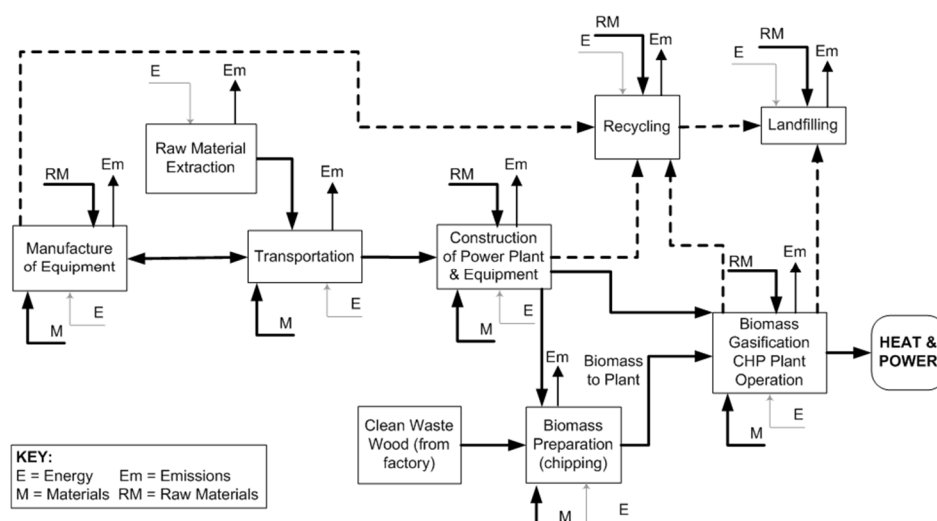 RM
E
Em
RM
E
Em
E
Em
Recycling
Landfilling
Raw Material
Extraction
RM
Em
Em
RM
Em
Manufacture
of Equipment
Transportation
Construction
of Power Plant
& Equipment
RM
Em
M
E
M
E
M
E
Biomass
Gasification
CHP Plant
Operation
HEAT &
POWER
Biomass
to Plant
Em
M
E
Clean Waste
Wood (from
factory)
Biomass
Preparation
(chipping)
M
E
KEY:
E = Energy Em = Emissions
M = Materials RM = Raw Materials